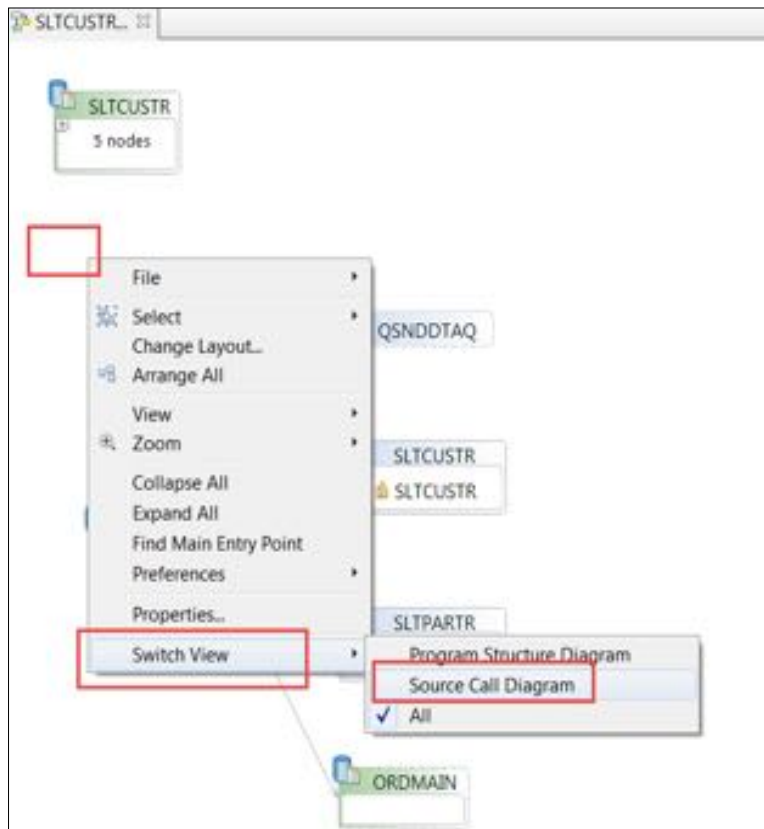 SLTCUSTR...
SLTCUSTR
5 nodes
File
Select
QSNDDTAQ
Change Layout...
Arrange All
View
Zoom
SLTCUSTR
Collapse All
SLTCUSTR
Expand All
Find Main Entry Point
Preferences
Properties...
SLTPARTR
Switch View
Program Structure Diagram
Source Call Diagram
All
ORDMAIN